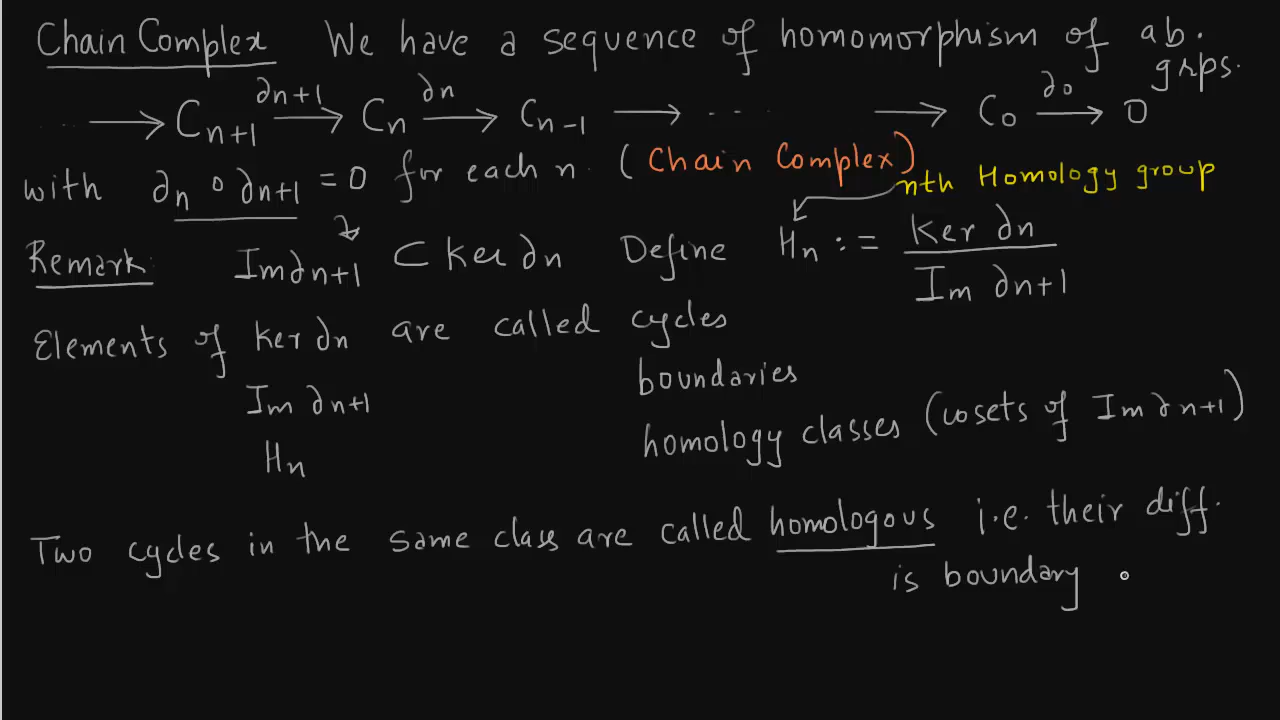 Chain Complex We have a sequence of homomorphism of ab. grps.
... ⟶ Cn+1 ∂n+1⟶ Cn ∂n⟶ Cn-1 ⟶ ... ⟶ C0 ∂0⟶ 0
with ∂n ∘ ∂n+1 = 0 for each n. (Chain Complex)
nth Homology group
Remark. Im ∂n+1 ⊂ ker ∂n Define Hn := Ker ∂n / Im ∂n+1
Elements of ker ∂n are called cycles
Im ∂n+1 boundaries
Hn homology classes (cosets of Im ∂n+1)
Two cycles in the same class are called homologous i.e. their diff.
is boundary